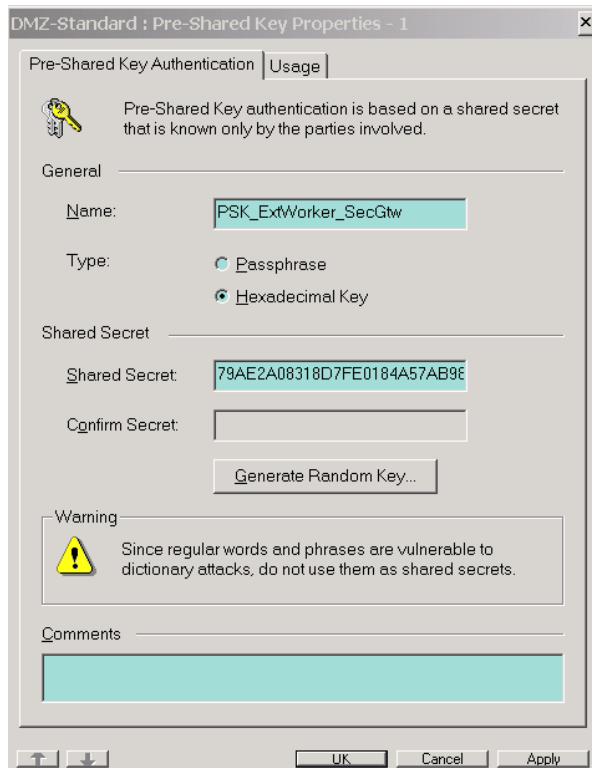 DMZ-Standard : Pre-Shared Key Properties - 1
Pre-Shared Key Authentication
Usage
Pre-Shared Key authentication is based on a shared secret
that is known only by the parties involved.
General
Name:
PSK_ExtWorker_SecGtw
Type:
Passphrase
Hexadecimal Key
Shared Secret
Shared Secret:
79AE2A08318D7FE0184A57AB98
Confirm Secret:
Generate Random Key...
Warning
Since regular words and phrases are vulnerable to
dictionary attacks, do not use them as shared secrets.
Comments
OK
Cancel
Apply